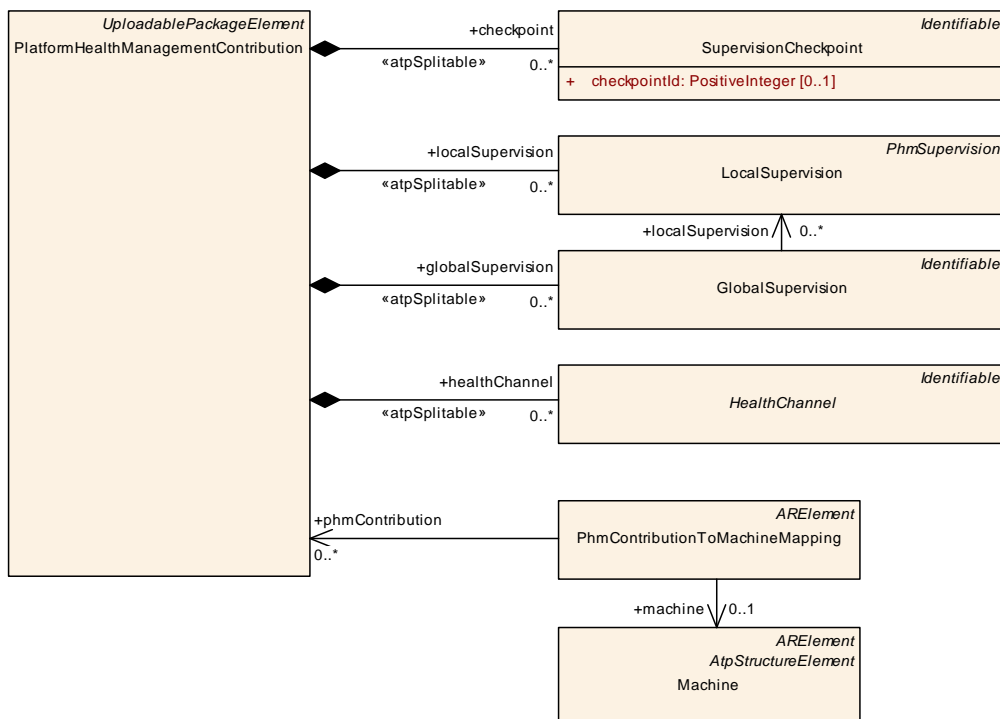 UploadablePackageElement
PlatformHealthManagementContribution
+checkpoint
«atpSplitable»
0..*
Identifiable
SupervisionCheckpoint
+ checkpointId: PositiveInteger [0..1]
+localSupervision
«atpSplitable»
0..*
PhmSupervision
LocalSupervision
+localSupervision
0..*
+globalSupervision
«atpSplitable»
0..*
Identifiable
GlobalSupervision
+healthChannel
«atpSplitable»
0..*
Identifiable
HealthChannel
+phmContribution
0..*
ARElement
PhmContributionToMachineMapping
+machine
0..1
ARElement
AtpStructureElement
Machine